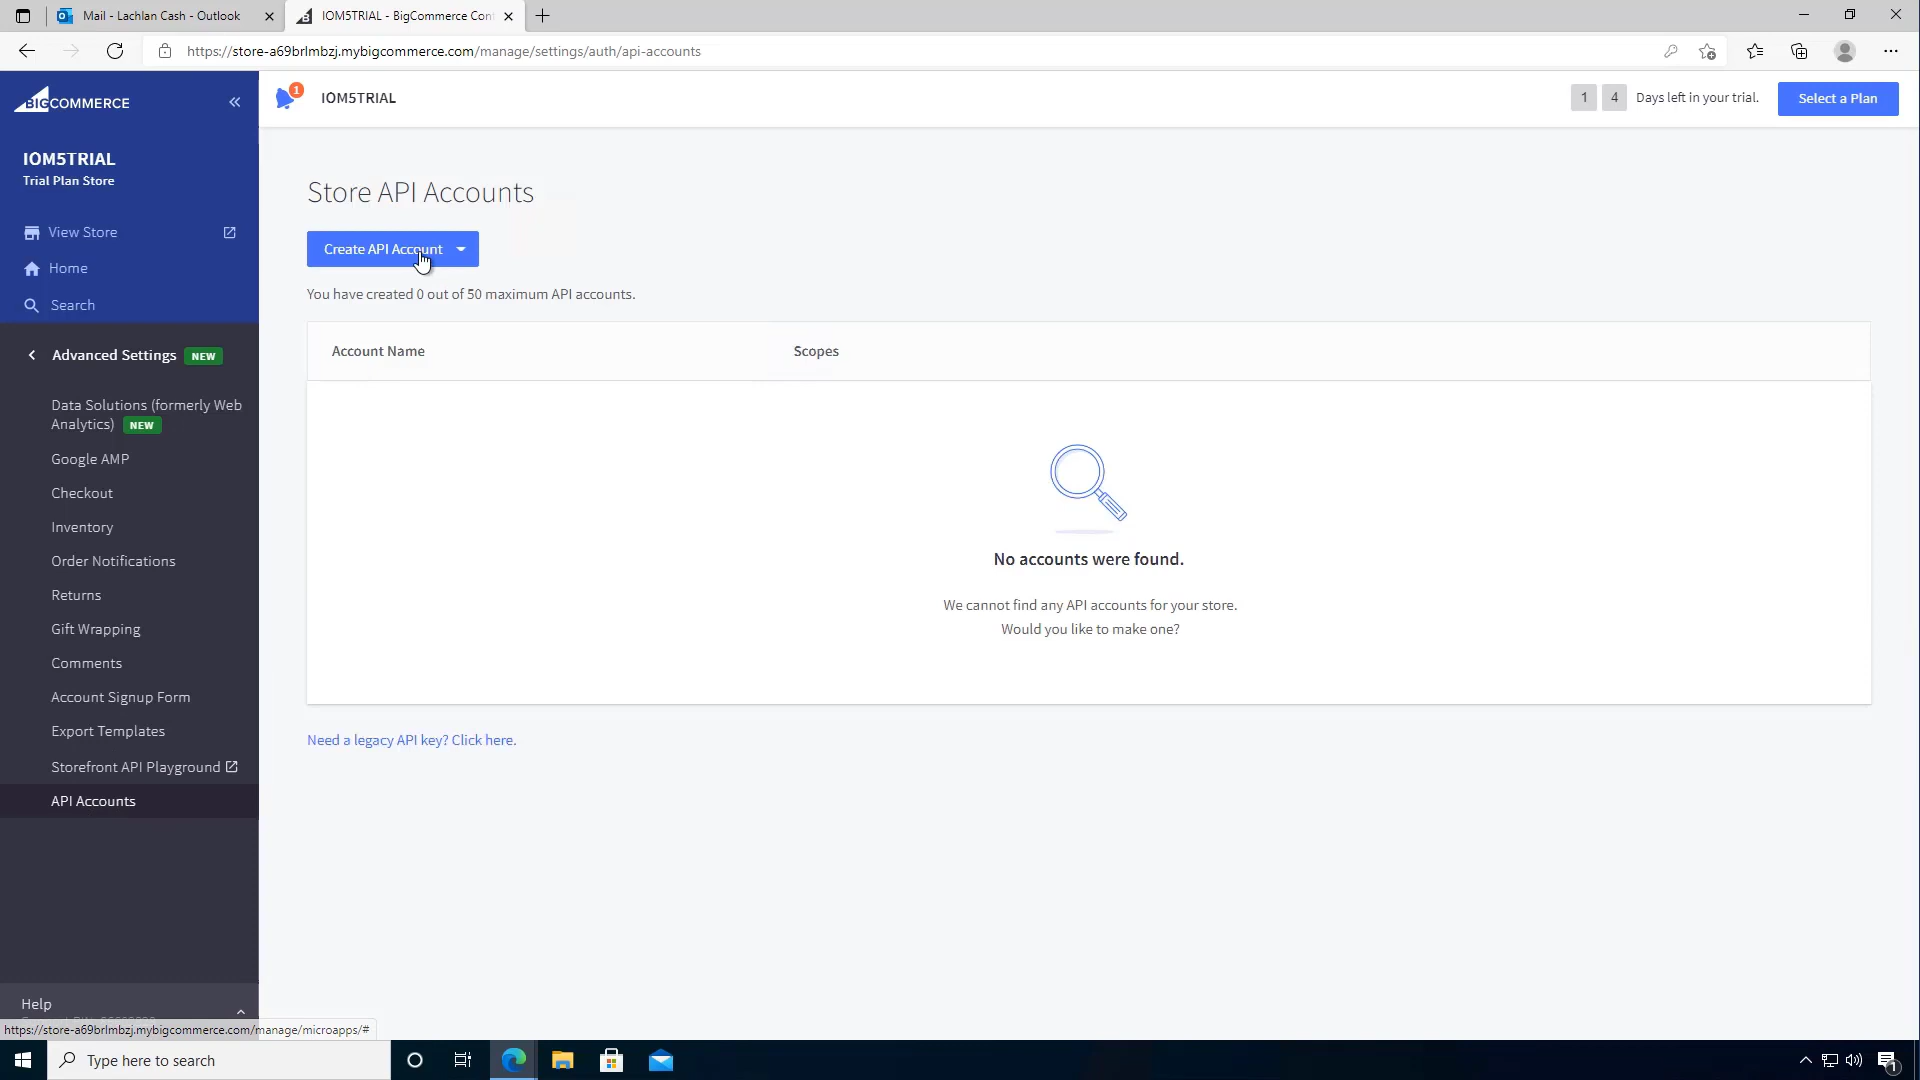 Mail - Lachlan Cash - Outlook
IOM5TRIAL - BigCommerce Cont
https://store-a69brlmbzj.mybigcommerce.com/manage/settings/auth/api-accounts
BIGCOMMERCE
1
IOM5TRIAL
1 4 Days left in your trial.
Select a Plan
IOM5TRIAL
Trial Plan Store
View Store
Home
Search
Advanced Settings NEW
Data Solutions (formerly Web
Analytics) NEW
Google AMP
Checkout
Inventory
Order Notifications
Returns
Gift Wrapping
Comments
Account Signup Form
Export Templates
Storefront API Playground
API Accounts
Help
Store API Accounts
Create API Account
You have created 0 out of 50 maximum API accounts.
Account Name
Scopes
No accounts were found.
We cannot find any API accounts for your store.
Would you like to make one?
Need a legacy API key? Click here.
https://store-a69brlmbzj.mybigcommerce.com/manage/microapps/#
Type here to search
1